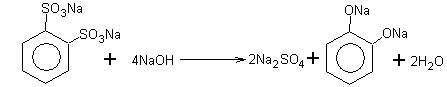 SO₃Na
SO₃Na
+ 4NaOH → 2Na₂SO₄ +
ONa
ONa
+ 2H₂O